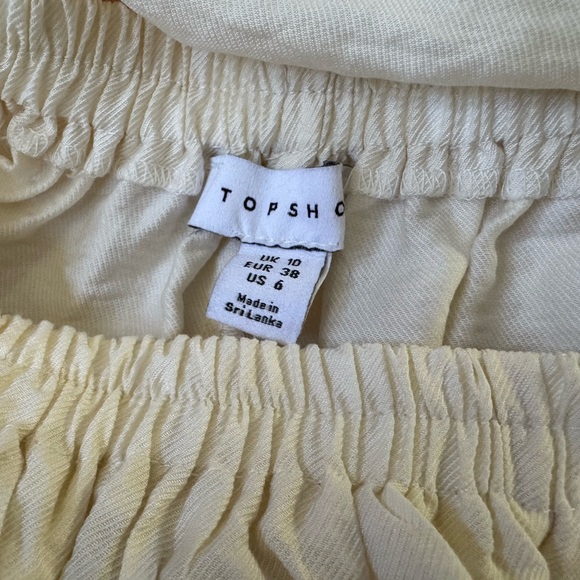 TOPSHO
UK 10
EUR 38
US 6
Made in
Sri Lanka